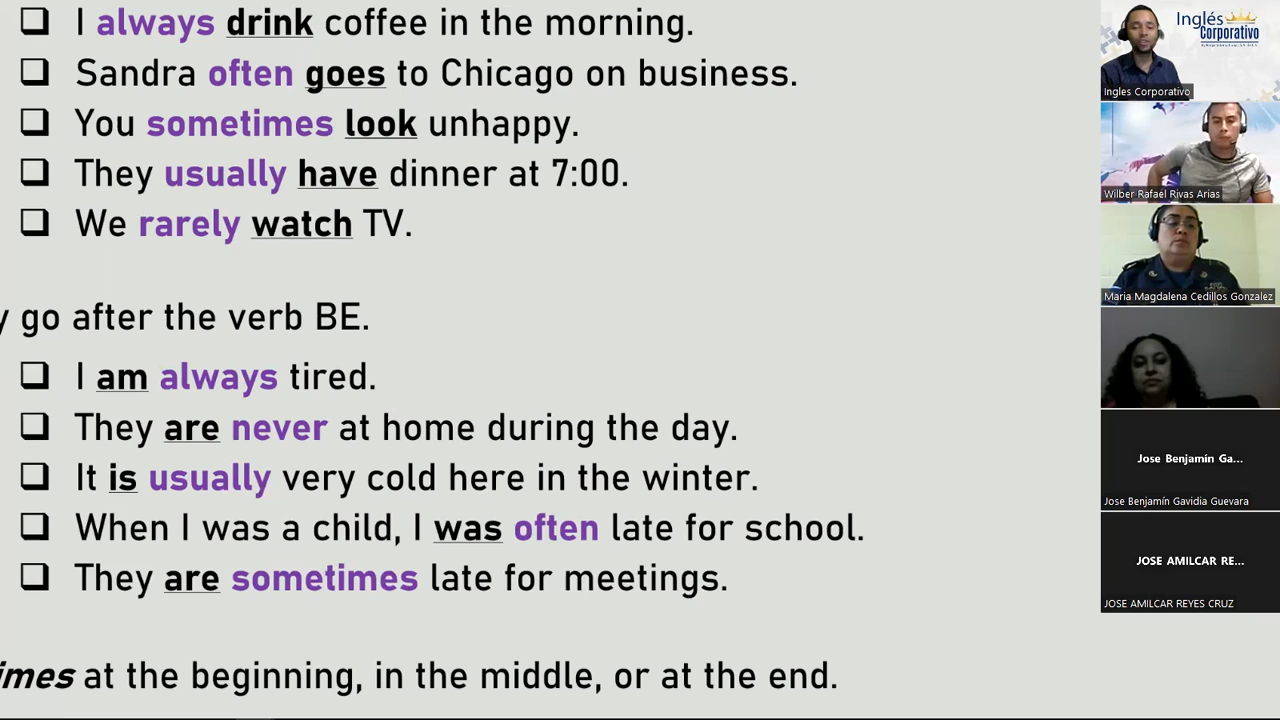 I always drink coffee in the morning.
Sandra often goes to Chicago on business.
You sometimes look unhappy.
They usually have dinner at 7:00.
We rarely watch TV.
y go after the verb BE.
I am always tired.
They are never at home during the day.
It is usually very cold here in the winter.
When I was a child, I was often late for school.
They are sometimes late for meetings.
imes at the beginning, in the middle, or at the end.
Inglés
Corporativo
Ingles Corporativo
Wilber Rafael Rivas Arias
Maria Magdalena Cedillos Gonzalez
Jose Benjamín Ga...
Jose Benjamín Gavidia Guevara
JOSE AMILCAR RE...
JOSE AMILCAR REYES CRUZ